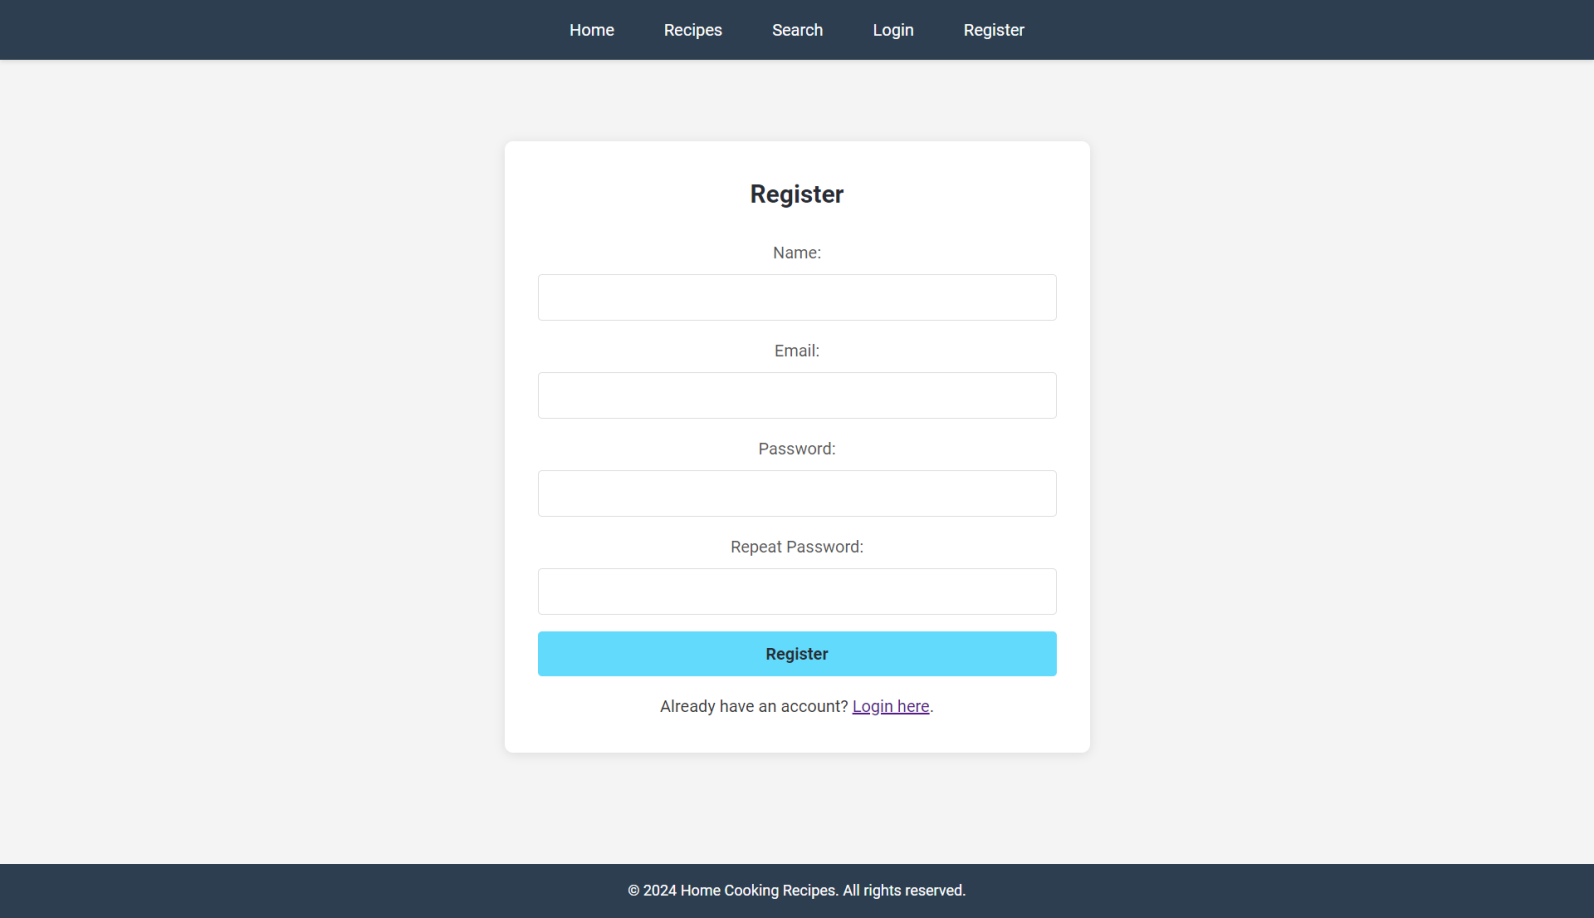 Home Recipes Search Login Register
Register
Name:
Email:
Password:
Repeat Password:
Register
Already have an account? Login here.
© 2024 Home Cooking Recipes. All rights reserved.